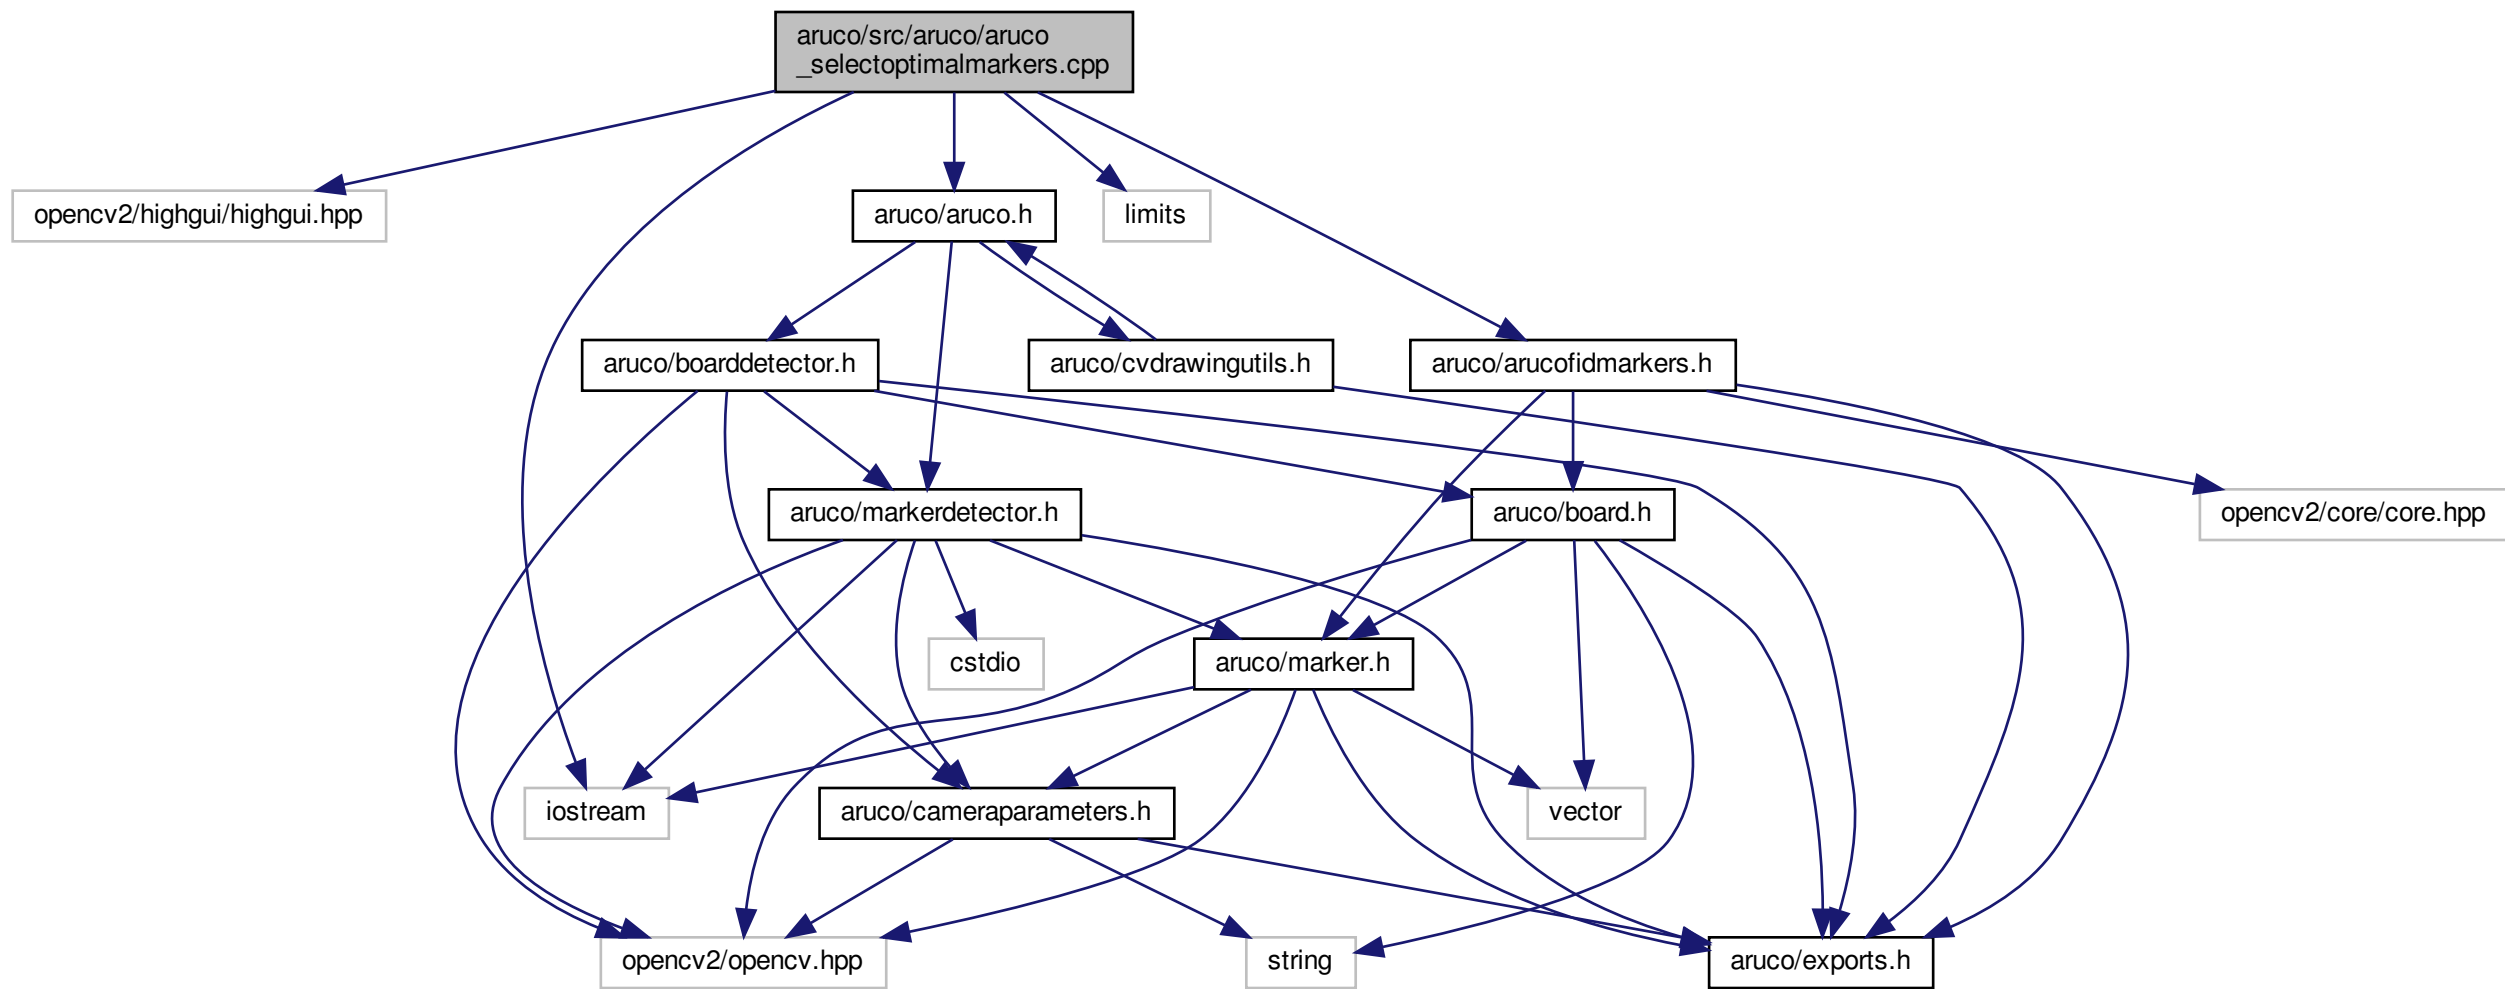 aruco/src/aruco/aruco
_selectoptimalmarkers.cpp
opencv2/highgui/highgui.hpp
aruco/aruco.h
limits
aruco/boarddetector.h
aruco/cvdrawingutils.h
aruco/arucofidmarkers.h
aruco/markerdetector.h
aruco/board.h
opencv2/core/core.hpp
cstdio
aruco/marker.h
iostream
aruco/cameraparameters.h
vector
opencv2/opencv.hpp
string
aruco/exports.h